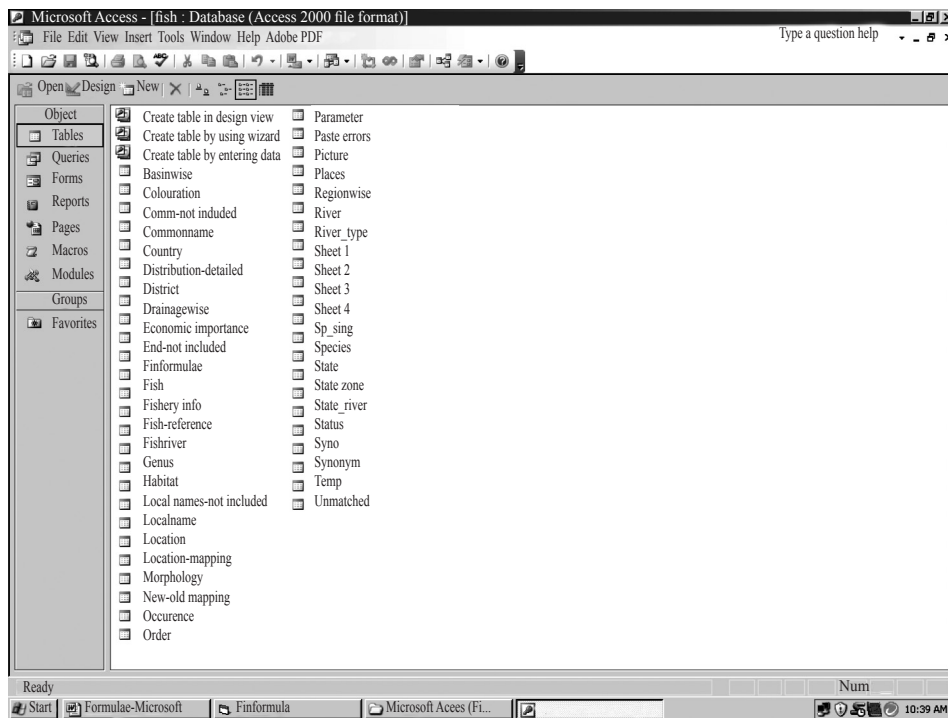 Microsoft Access - [fish : Database (Access 2000 file format)]
File Edit View Insert Tools Window Help Adobe PDF
Type a question help
Open Design New
Object
Tables
Queries
Forms
Reports
Pages
Macros
Modules
Groups
Favorites
Create table in design view
Create table by using wizard
Create table by entering data
Basinwise
Colouration
Comm-not induded
Commonname
Country
Distribution-detailed
District
Drainagewise
Economic importance
End-not included
Finformulae
Fish
Fishery info
Fish-reference
Fishriver
Genus
Habitat
Local names-not included
Localname
Location
Location-mapping
Morphology
New-old mapping
Occurence
Order
Parameter
Paste errors
Picture
Places
Regionwise
River
River_type
Sheet 1
Sheet 2
Sheet 3
Sheet 4
Sp_sing
Species
State
State zone
State_river
Status
Syno
Synonym
Temp
Unmatched
Ready
Num
Start
Formulae-Microsoft
Finformula
Microsoft Acees (Fi...
10:39 AM